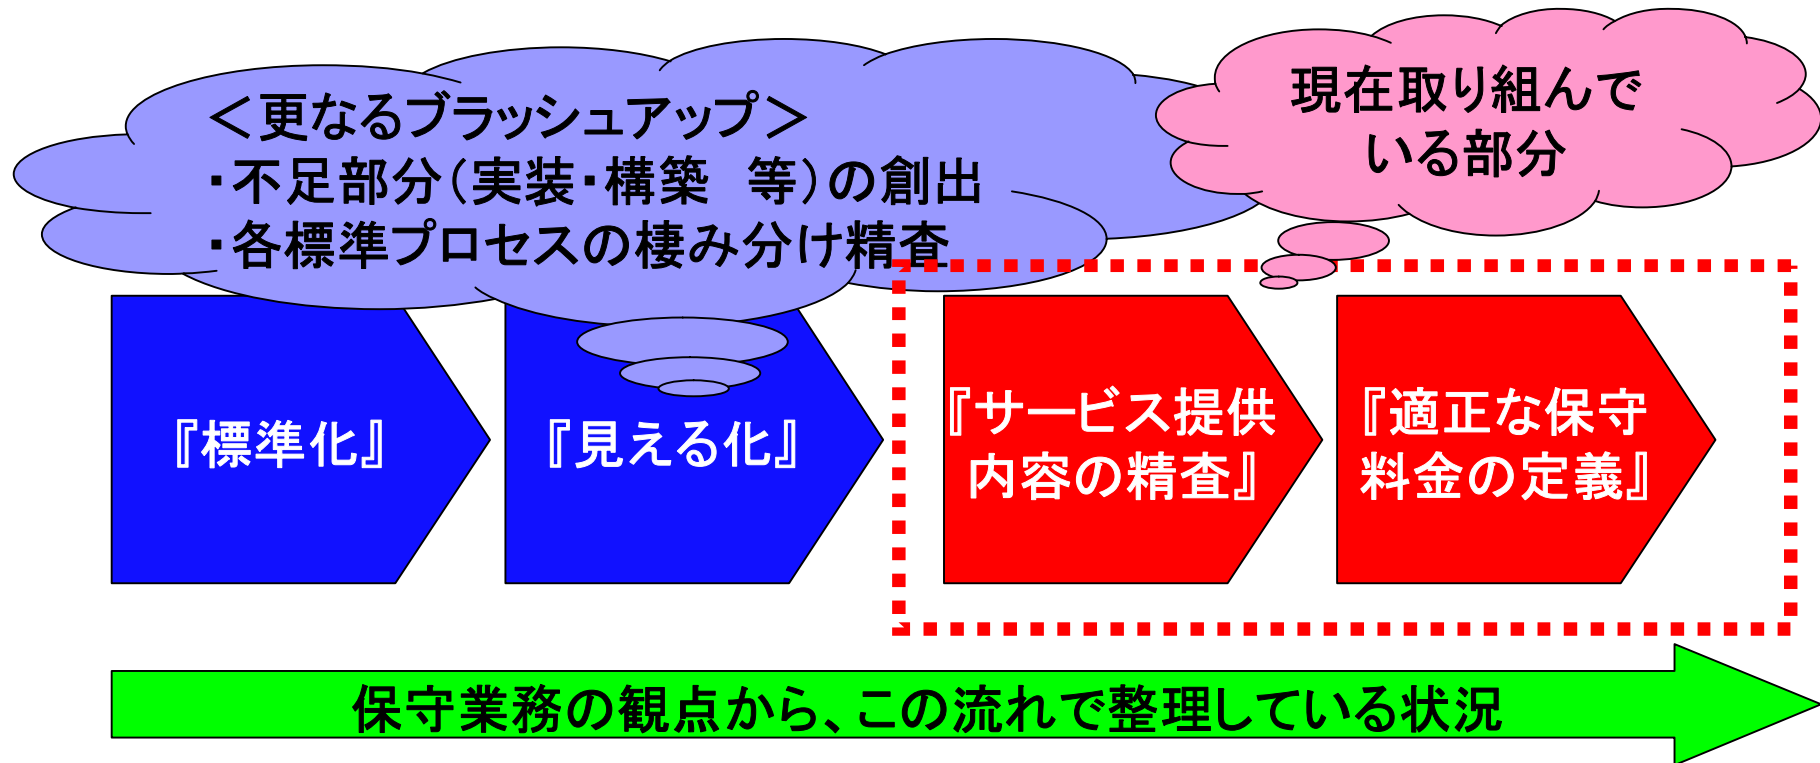 ＜更なるブラッシュアップ＞
・不足部分（実装・構築　等）の創出
・各標準プロセスの棲み分け精査
現在取り組んで
いる部分
『標準化』
『見える化』
『サービス提供
内容の精査』
『適正な保守
料金の定義』
保守業務の観点から、この流れで整理している状況